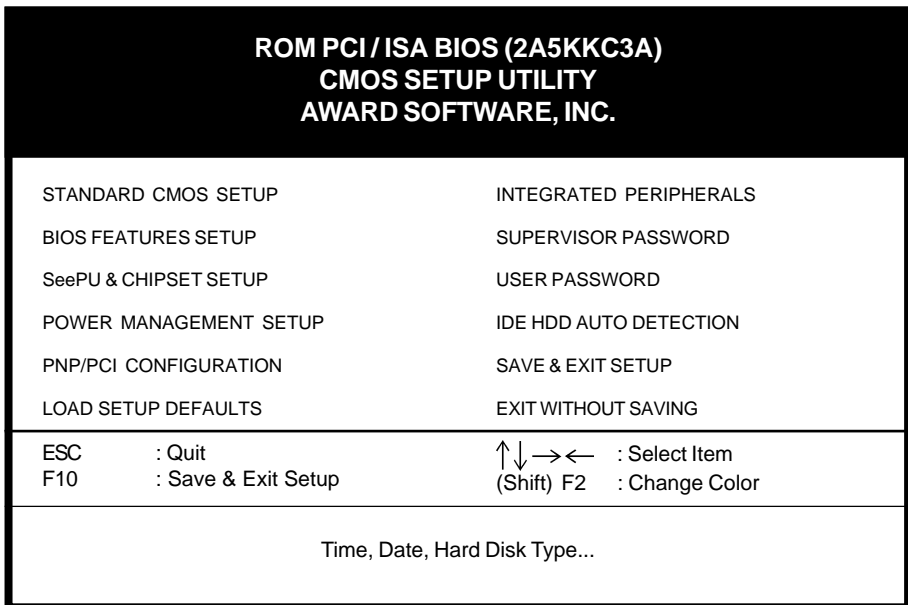 ROM PCI / ISA BIOS (2A5KKC3A)
CMOS SETUP UTILITY
AWARD SOFTWARE, INC.
STANDARD CMOS SETUP
INTEGRATED PERIPHERALS
BIOS FEATURES SETUP
SUPERVISOR PASSWORD
SeePU & CHIPSET SETUP
USER PASSWORD
POWER MANAGEMENT SETUP
IDE HDD AUTO DETECTION
PNP/PCI CONFIGURATION
SAVE & EXIT SETUP
LOAD SETUP DEFAULTS
EXIT WITHOUT SAVING
ESC : Quit
↑↓→← : Select Item
F10 : Save & Exit Setup
(Shift) F2 : Change Color
Time, Date, Hard Disk Type...